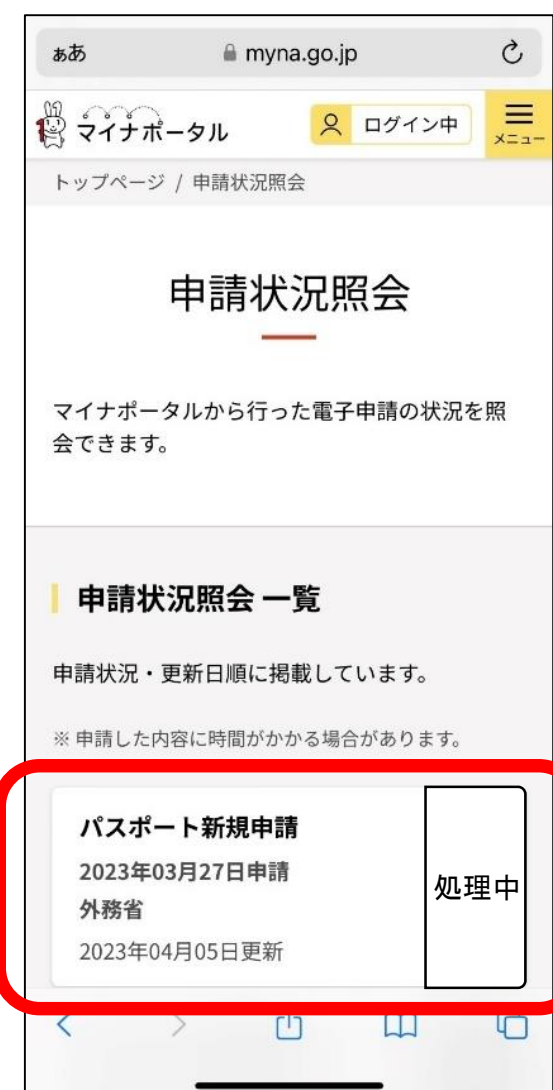 ぁあ myna.go.jp
マイナポータル ログイン中 メニュー
トップページ / 申請状況照会
申請状況照会
マイナポータルから行った電子申請の状況を照
会できます。
申請状況照会 一覧
申請状況・更新日順に掲載しています。
※ 申請した内容に時間がかかる場合があります。
パスポート新規申請
2023年03月27日申請
外務省
2023年04月05日更新
処理中